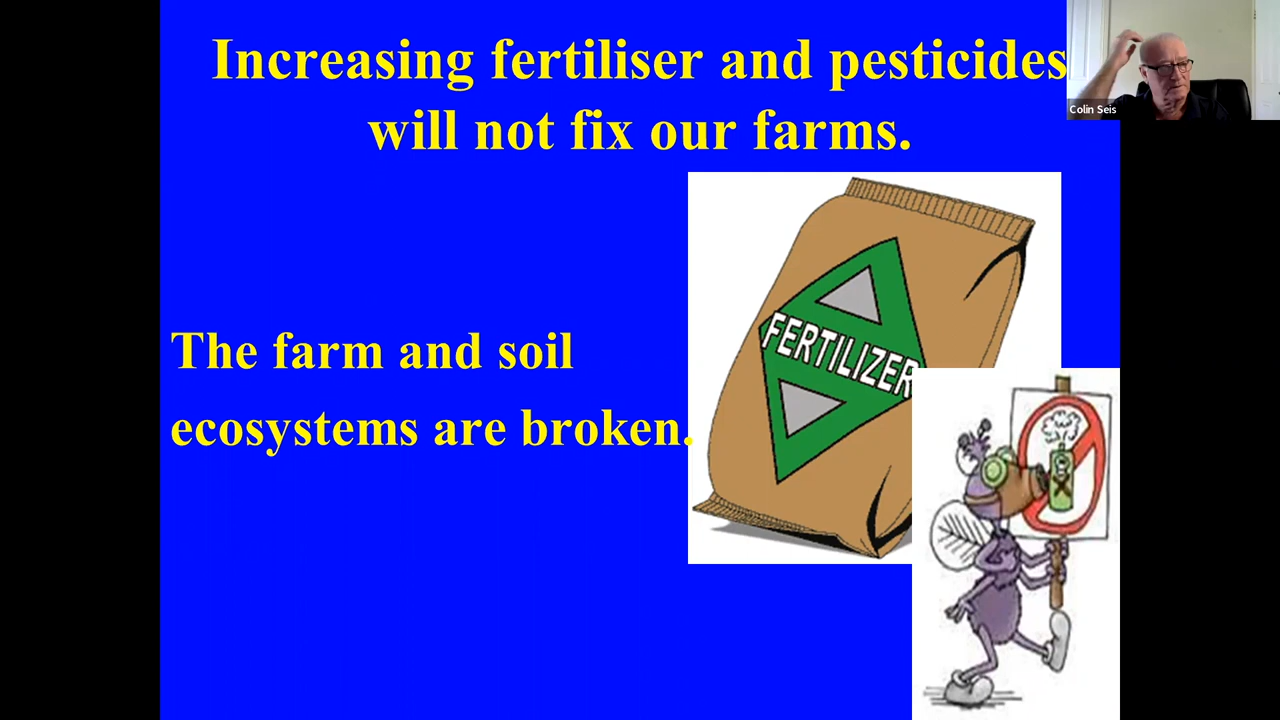 Increasing fertiliser and pesticides
will not fix our farms.
Colin Seis
The farm and soil
ecosystems are broken.
FERTILIZER